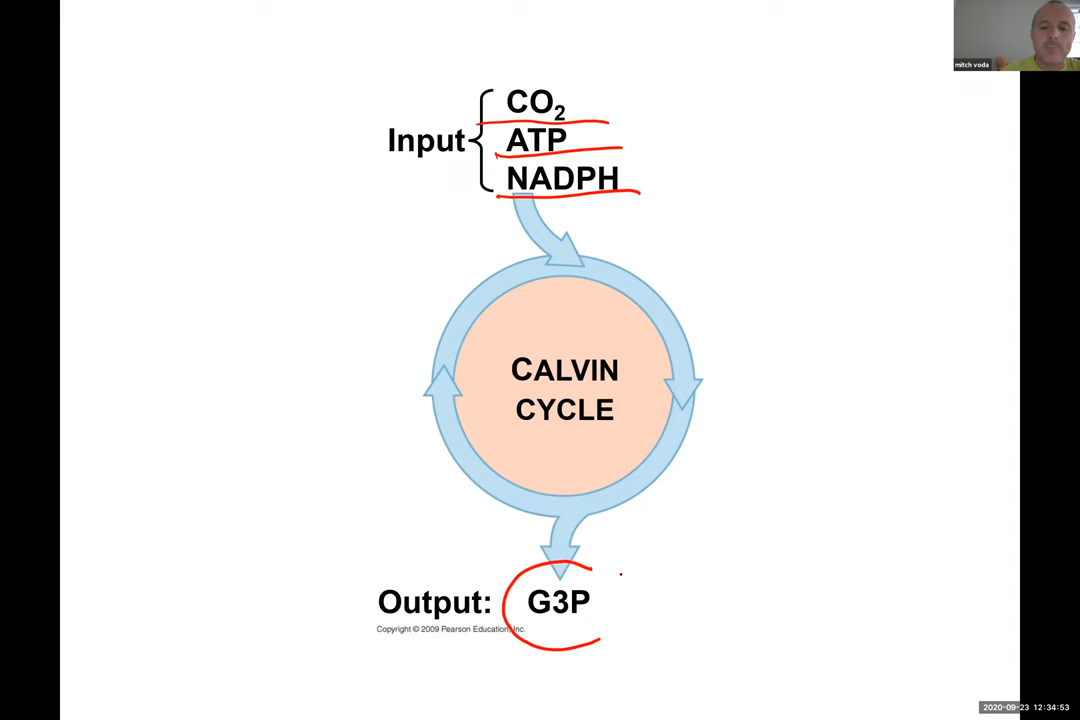 mitch voda
CO₂
Input ATP
NADPH
CALVIN
CYCLE
Output: G3P
Copyright © 2009 Pearson Education, Inc.
2020-09-23 12:34:53